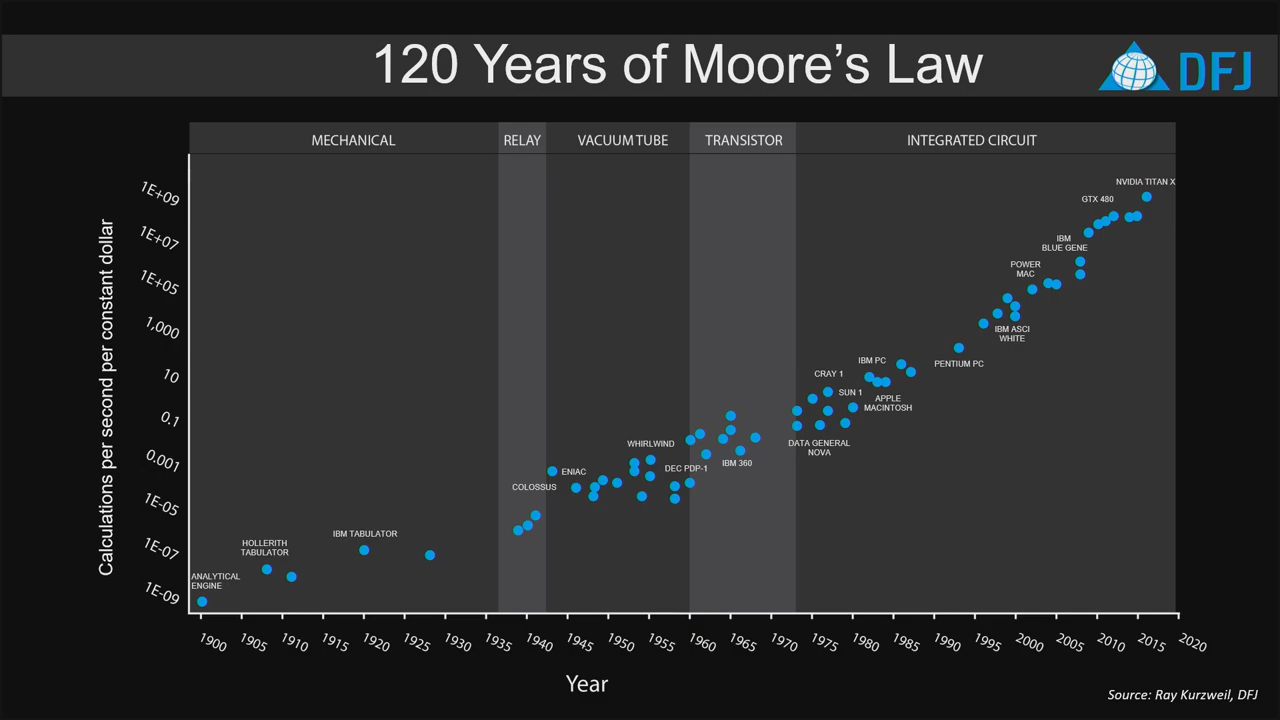 120 Years of Moore's Law
DFJ
MECHANICAL
RELAY
VACUUM TUBE
TRANSISTOR
INTEGRATED CIRCUIT
Calculations per second per constant dollar
1E+09
1E+07
1E+05
1,000
10
0.1
0.001
1E-05
1E-07
1E-09
ANALYTICAL
ENGINE
HOLLERITH
TABULATOR
IBM TABULATOR
COLOSSUS
ENIAC
WHIRLWIND
DEC PDP-1
IBM 360
DATA GENERAL
NOVA
CRAY 1
SUN 1
IBM PC
APPLE
MACINTOSH
PENTIUM PC
IBM ASCI
WHITE
POWER
MAC
IBM
BLUE GENE
GTX 480
NVIDIA TITAN X
1900
1905
1910
1915
1920
1925
1930
1935
1940
1945
1950
1955
1960
1965
1970
1975
1980
1985
1990
1995
2000
2005
2010
2015
2020
Year
Source: Ray Kurzweil, DFJ